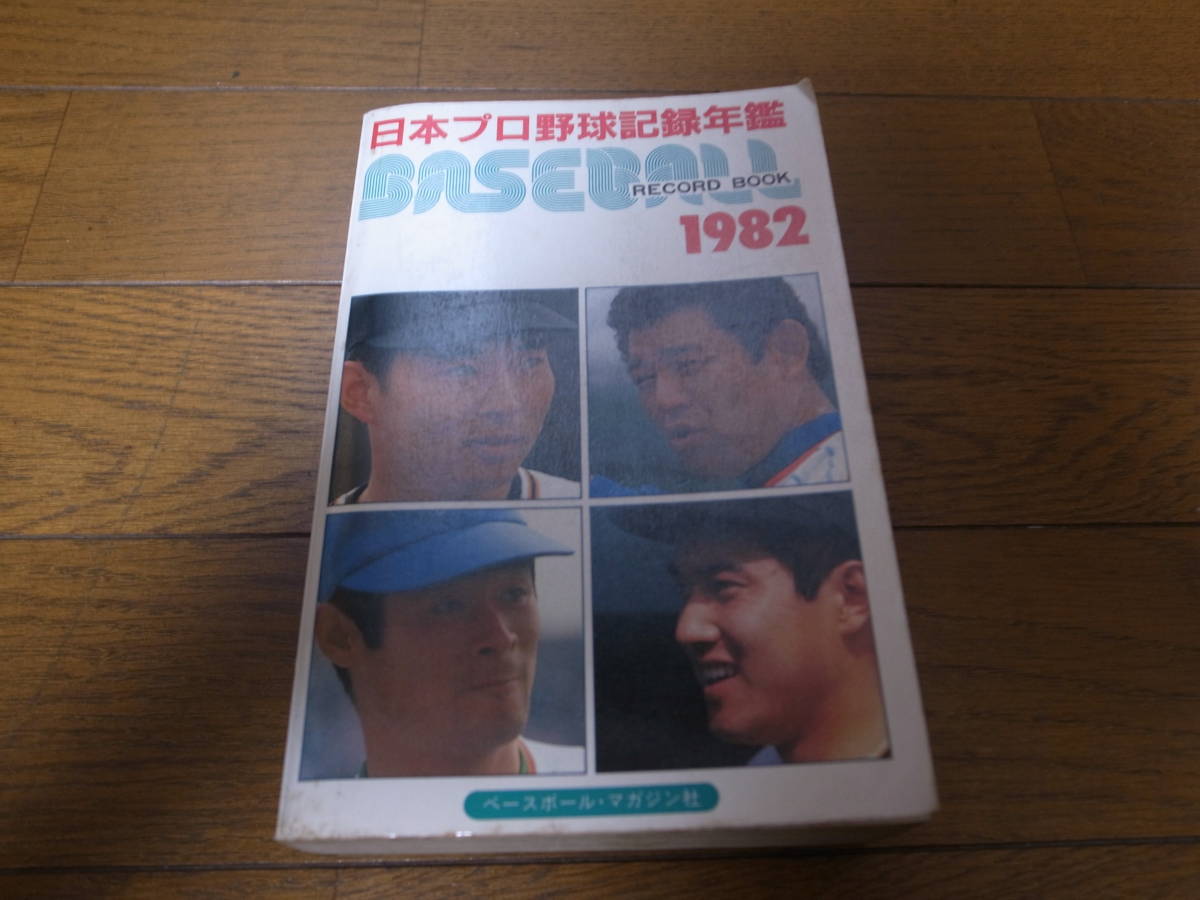 日本プロ野球記録年鑑
BASEBALL
RECORD BOOK
1982
ベースボール・マガジン社